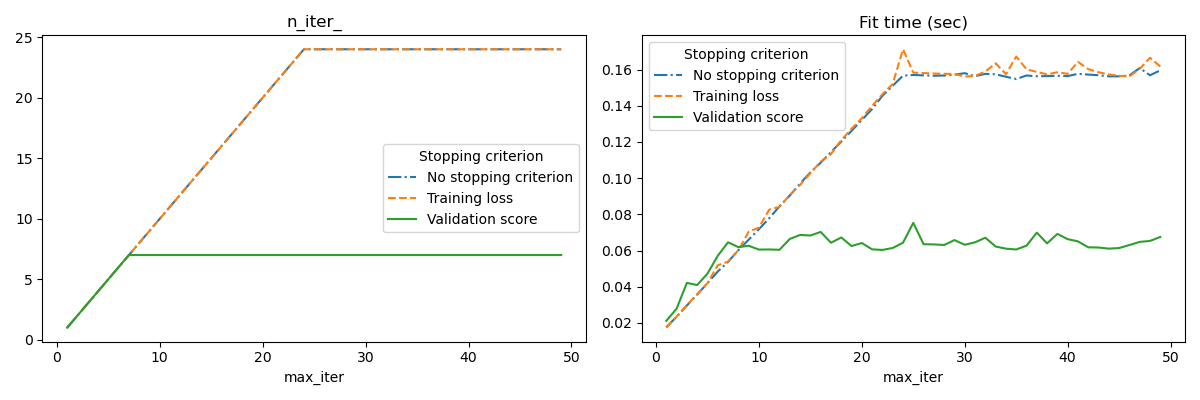 n_iter_
25
20
15
10
5
0
Stopping criterion
No stopping criterion
Training loss
Validation score
0 10 20 30 40 50
max_iter
Fit time (sec)
Stopping criterion
No stopping criterion
Training loss
Validation score
0.16
0.14
0.12
0.10
0.08
0.06
0.04
0.02
0 10 20 30 40 50
max_iter